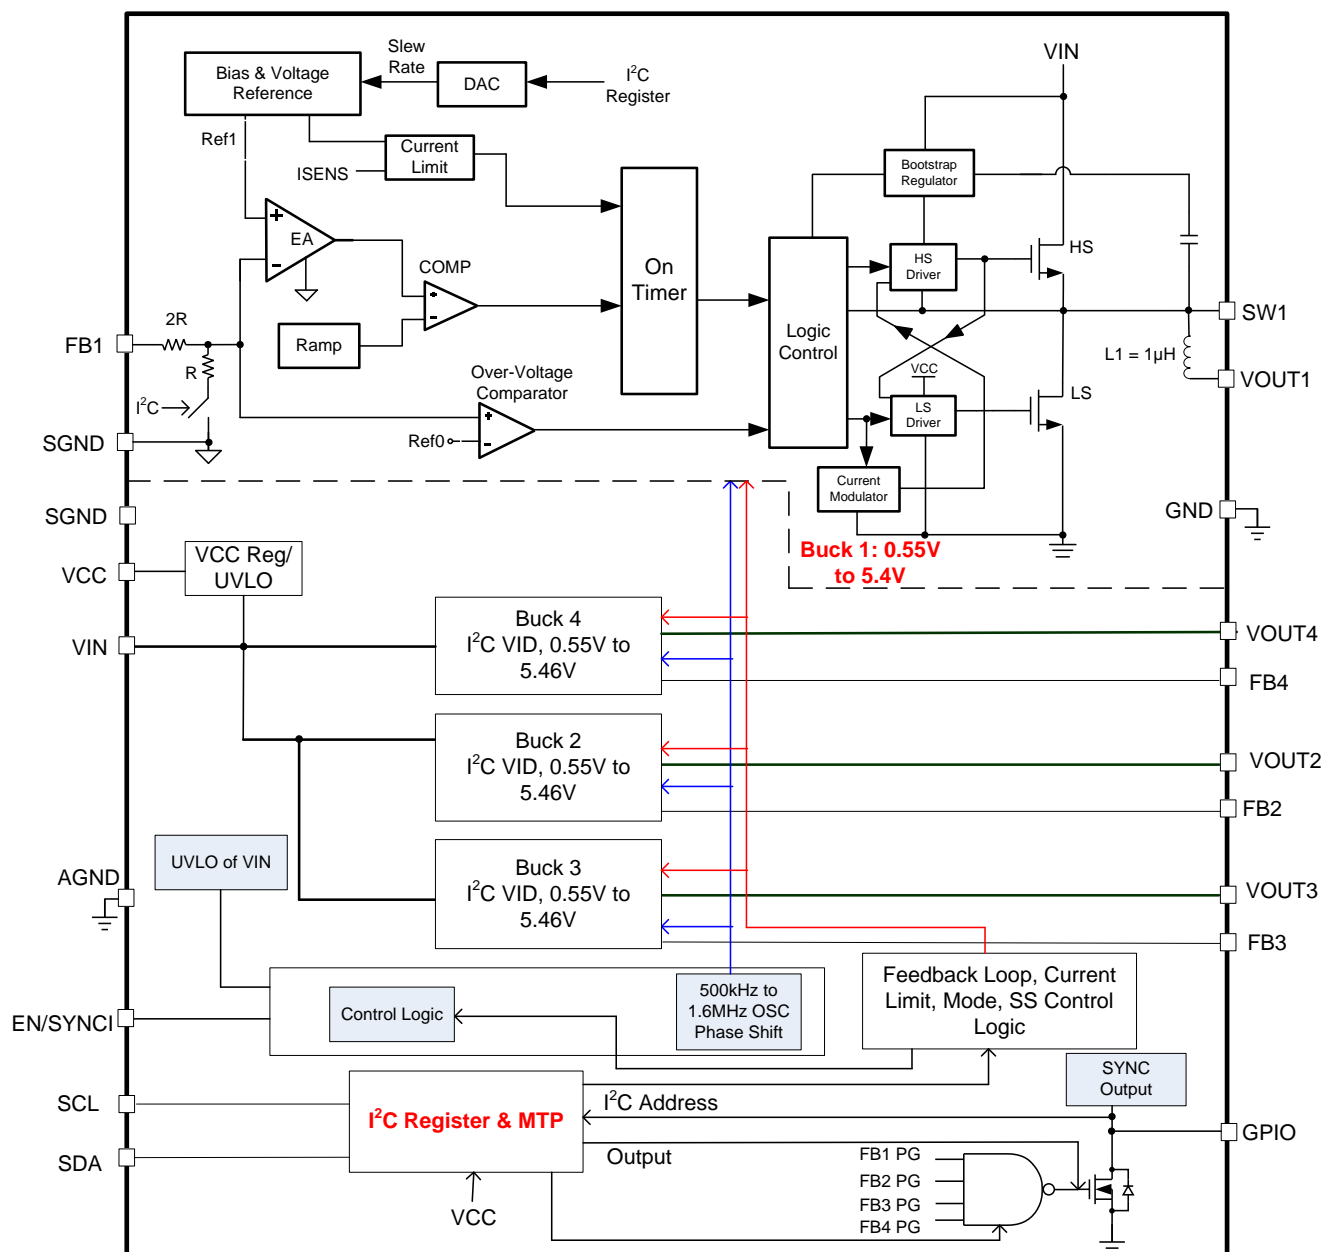 Slew
Rate
Bias & Voltage
Reference
DAC
I²C
Register
VIN
Ref1
Current
Limit
ISENS
Bootstrap
Regulator
+
EA
-
COMP
+
-
On
Timer
HS
Driver
HS
Ramp
Logic
Control
SW1
2R
FB1
R
I²C
L1 = 1µH
VOUT1
VCC
Over-Voltage
Comparator
LS
Driver
LS
+
Ref0
-
SGND
Current
Modulator
SGND
GND
Buck 1: 0.55V
to 5.4V
VCC Reg/
UVLO
VCC
Buck 4
I²C VID, 0.55V to
5.46V
VIN
VOUT4
FB4
Buck 2
I²C VID, 0.55V to
5.46V
VOUT2
FB2
UVLO of VIN
Buck 3
I²C VID, 0.55V to
5.46V
AGND
VOUT3
FB3
Feedback Loop, Current
Limit, Mode, SS Control
Logic
500kHz to
1.6MHz OSC
Phase Shift
Control Logic
EN/SYNCI
SYNC
Output
SCL
I²C Register & MTP
I²C Address
GPIO
SDA
Output
FB1 PG
FB2 PG
FB3 PG
FB4 PG
VCC